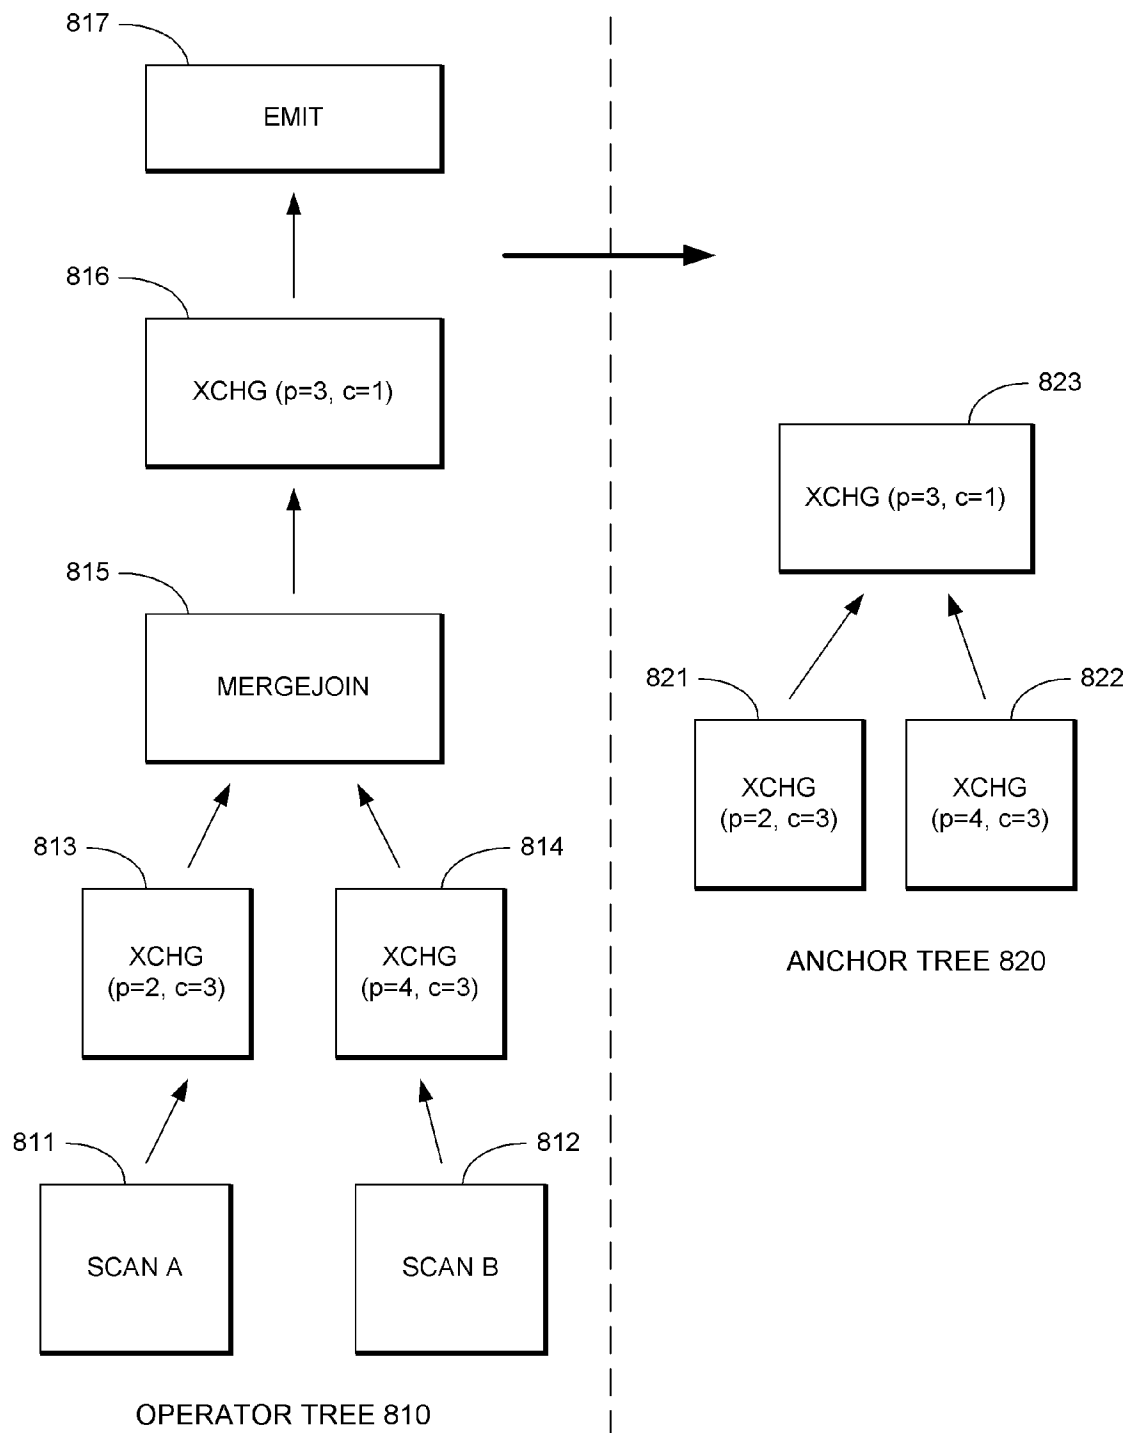 817
EMIT
816
XCHG (p=3, c=1)
823
XCHG (p=3, c=1)
815
MERGEJOIN
821
822
XCHG
(p=2, c=3)
XCHG
(p=4, c=3)
813
814
XCHG
(p=2, c=3)
XCHG
(p=4, c=3)
ANCHOR TREE 820
811
812
SCAN A
SCAN B
OPERATOR TREE 810